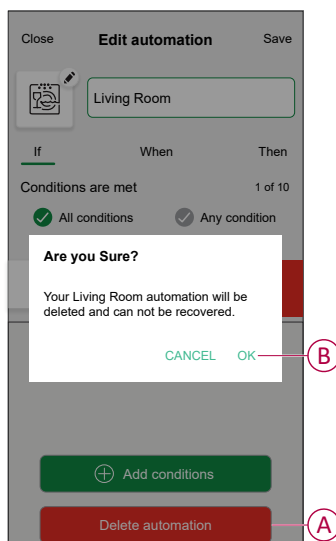 Close Edit automation Save
Living Room
If When Then
Conditions are met 1 of 10
All conditions Any condition
Are you Sure?
Your Living Room automation will be
deleted and can not be recovered.
CANCEL OK
B
Add conditions
Delete automation
A